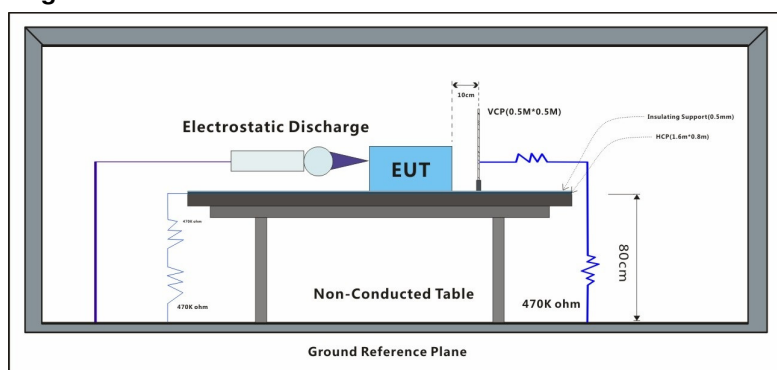 10cm
VCP(0.5M*0.5M)
Insulating Support(0.5mm)
HCP(1.6m*0.8m)
Electrostatic Discharge
EUT
470K ohm
80cm
Non-Conducted Table
470K ohm
470K ohm
Ground Reference Plane